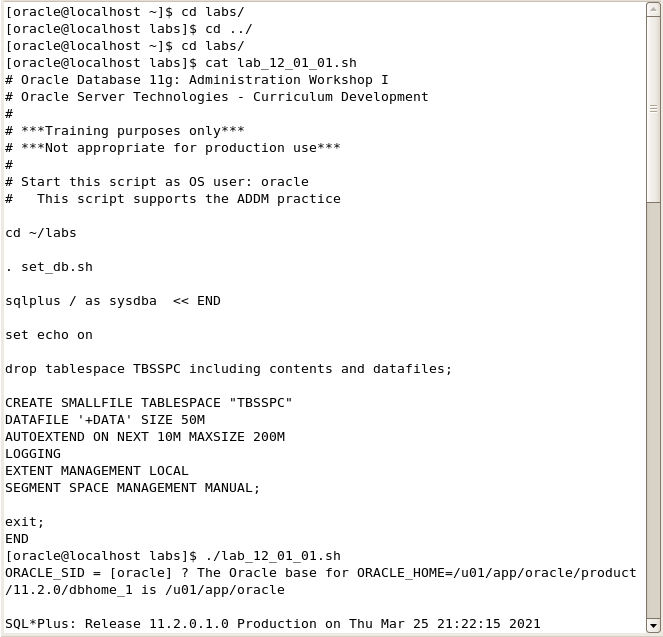 [oracle@localhost ~]$ cd labs/
[oracle@localhost labs]$ cd ../
[oracle@localhost ~]$ cd labs/
[oracle@localhost labs]$ cat lab_12_01_01.sh
# Oracle Database 11g: Administration Workshop I
# Oracle Server Technologies - Curriculum Development
#
# ***Training purposes only***
# ***Not appropriate for production use***
#
# Start this script as OS user: oracle
#   This script supports the ADDM practice

cd ~/labs

. set_db.sh

sqlplus / as sysdba  << END

set echo on

drop tablespace TBSSPC including contents and datafiles;

CREATE SMALLFILE TABLESPACE "TBSSPC"
DATAFILE '+DATA' SIZE 50M
AUTOEXTEND ON NEXT 10M MAXSIZE 200M
LOGGING
EXTENT MANAGEMENT LOCAL
SEGMENT SPACE MANAGEMENT MANUAL;

exit;
END
[oracle@localhost labs]$ ./lab_12_01_01.sh
ORACLE_SID = [oracle] ? The Oracle base for ORACLE_HOME=/u01/app/oracle/product
/11.2.0/dbhome_1 is /u01/app/oracle

SQL*Plus: Release 11.2.0.1.0 Production on Thu Mar 25 21:22:15 2021